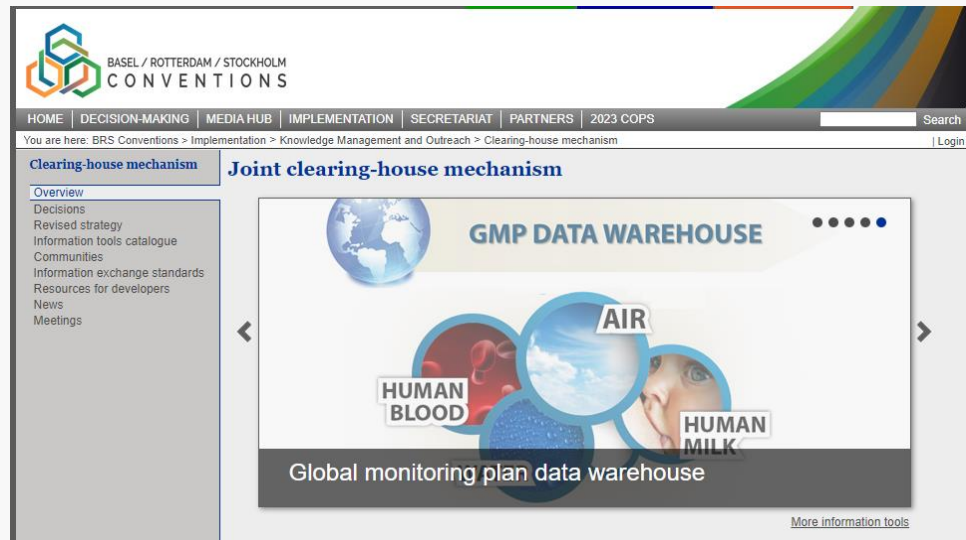 BASEL / ROTTERDAM / STOCKHOLM
CONVENTIONS
HOME DECISION-MAKING MEDIA HUB IMPLEMENTATION SECRETARIAT PARTNERS 2023 COPS Search
You are here: BRS Conventions > Implementation > Knowledge Management and Outreach > Clearing-house mechanism | Login
Clearing-house mechanism
Overview
Decisions
Revised strategy
Information tools catalogue
Communities
Information exchange standards
Resources for developers
News
Meetings
Joint clearing-house mechanism
GMP DATA WAREHOUSE
AIR
HUMAN
BLOOD
HUMAN
MILK
Global monitoring plan data warehouse
More information tools